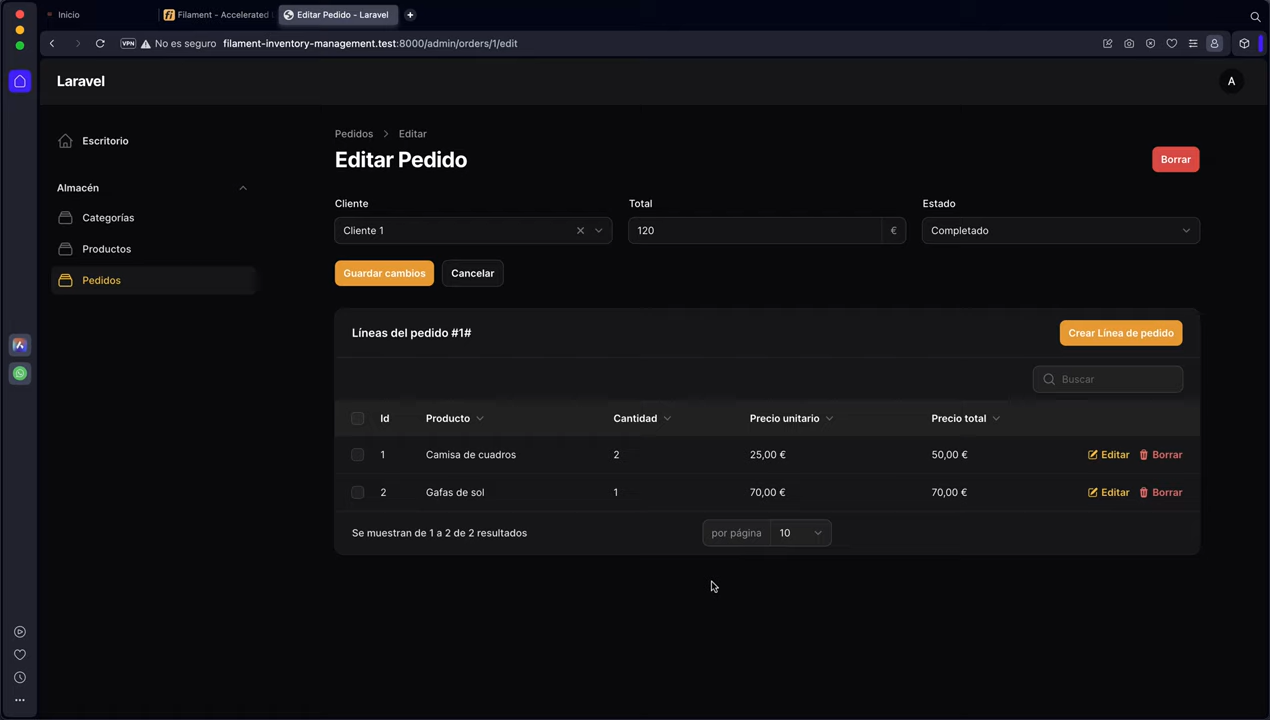 Inicio
Filament - Accelerated
Editar Pedido - Laravel
VPN
No es seguro filament-inventory-management.test:8000/admin/orders/1/edit
Laravel
A
Escritorio
Almacén
Categorías
Productos
Pedidos
Pedidos > Editar
Editar Pedido
Borrar
Cliente
Total
Estado
Cliente 1
120
€
Completado
Guardar cambios
Cancelar
Líneas del pedido #1#
Crear Línea de pedido
Buscar
Id Producto Cantidad Precio unitario Precio total
1 Camisa de cuadros 2 25,00 € 50,00 € Editar Borrar
2 Gafas de sol 1 70,00 € 70,00 € Editar Borrar
Se muestran de 1 a 2 de 2 resultados
por página 10